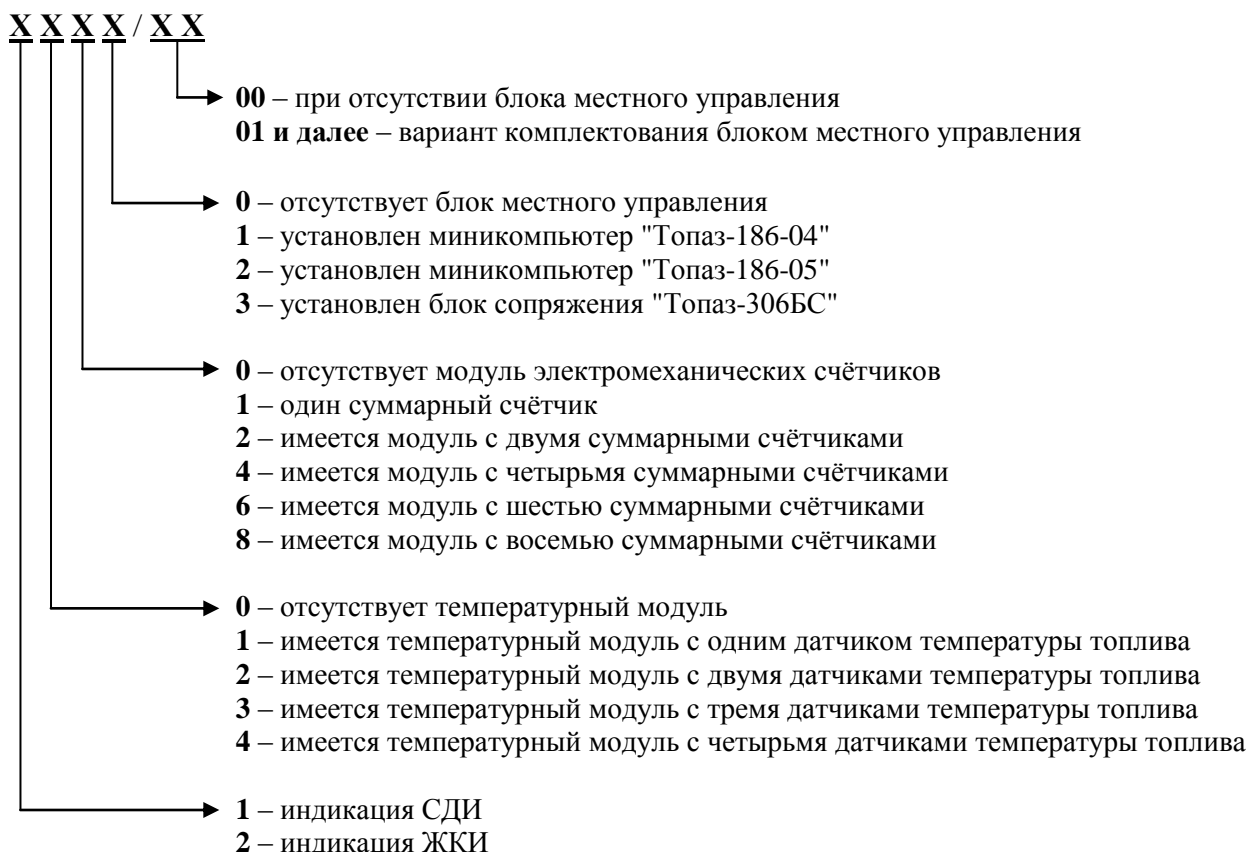 X X X X / X X
00 – при отсутствии блока местного управления
01 и далее – вариант комплектования блоком местного управления
0 – отсутствует блок местного управления
1 – установлен миникомпьютер "Топаз-186-04"
2 – установлен миникомпьютер "Топаз-186-05"
3 – установлен блок сопряжения "Топаз-306БС"
0 – отсутствует модуль электромеханических счётчиков
1 – один суммарный счётчик
2 – имеется модуль с двумя суммарными счётчиками
4 – имеется модуль с четырьмя суммарными счётчиками
6 – имеется модуль с шестью суммарными счётчиками
8 – имеется модуль с восемью суммарными счётчиками
0 – отсутствует температурный модуль
1 – имеется температурный модуль с одним датчиком температуры топлива
2 – имеется температурный модуль с двумя датчиками температуры топлива
3 – имеется температурный модуль с тремя датчиками температуры топлива
4 – имеется температурный модуль с четырьмя датчиками температуры топлива
1 – индикация СДИ
2 – индикация ЖКИ